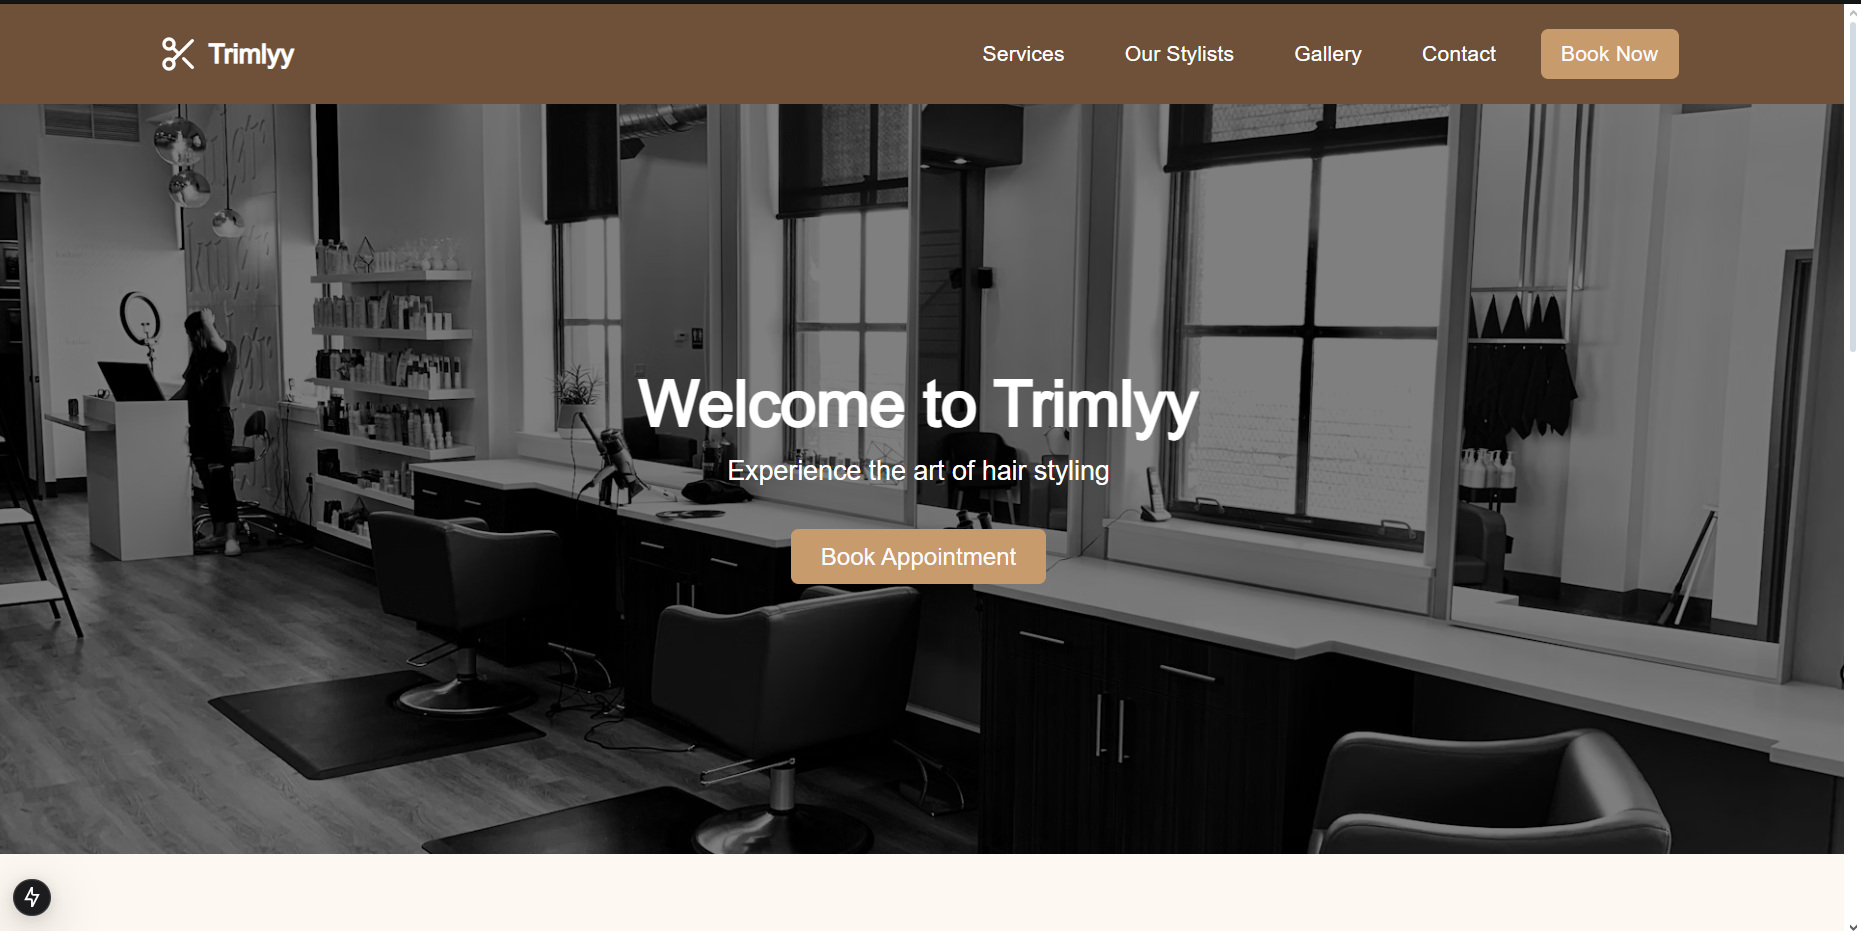 Trimlyy
Services
Our Stylists
Gallery
Contact
Book Now
Welcome to Trimlyy
Experience the art of hair styling
Book Appointment